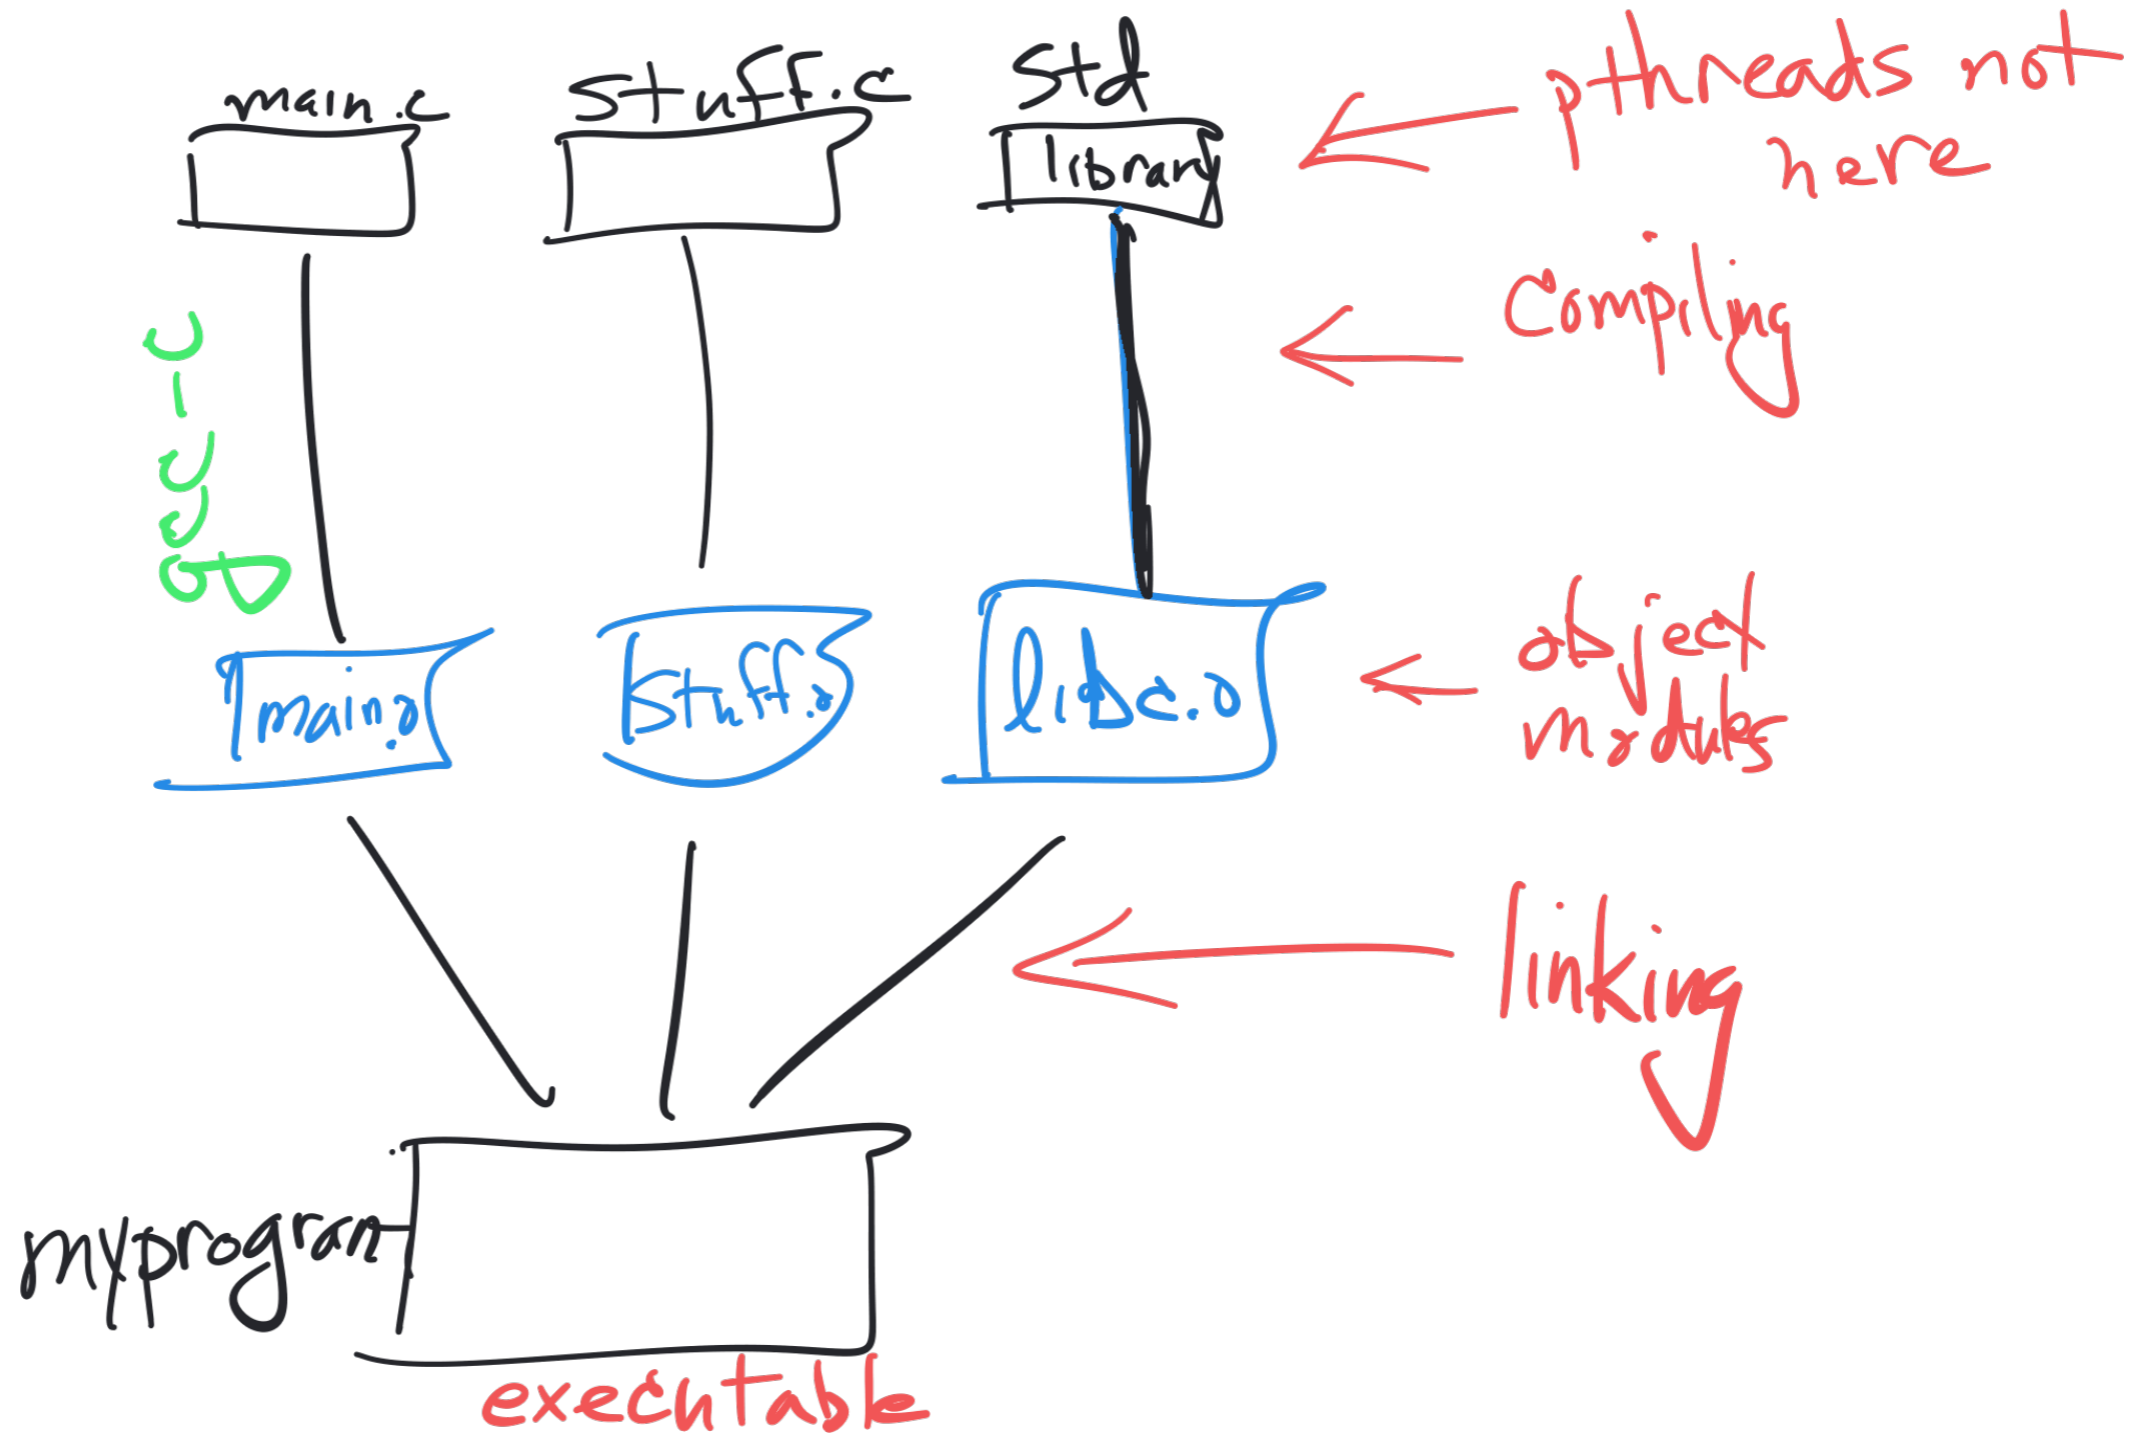 main.c
stuff.c
std
library
pthreads not
here
gcc -c
compiling
main.o
stuff.o
libc.o
object
modules
linking
myprogram
executable